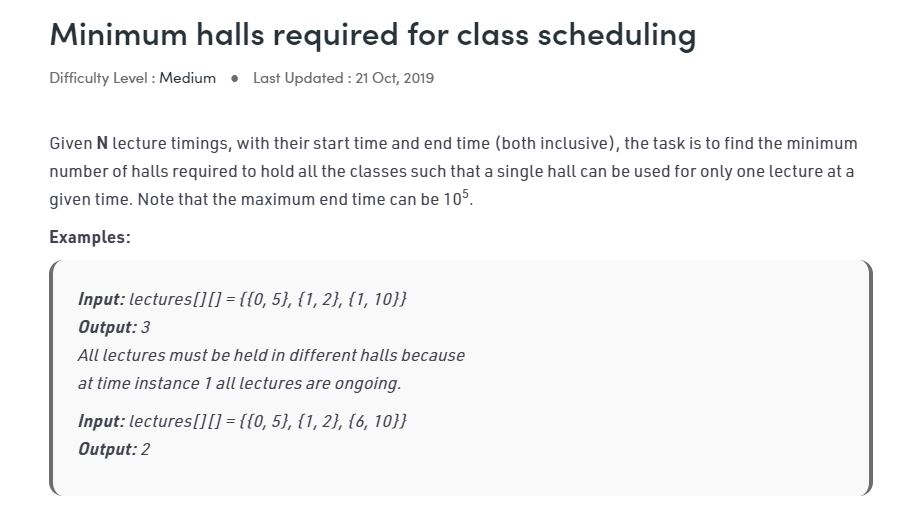 Minimum halls required for class scheduling
Difficulty Level : Medium ● Last Updated : 21 Oct, 2019
Given N lecture timings, with their start time and end time (both inclusive), the task is to find the minimum
number of halls required to hold all the classes such that a single hall can be used for only one lecture at a
given time. Note that the maximum end time can be 10⁵.
Examples:
Input: lectures[][] = {{0, 5}, {1, 2}, {1, 10}}
Output: 3
All lectures must be held in different halls because
at time instance 1 all lectures are ongoing.
Input: lectures[][] = {{0, 5}, {1, 2}, {6, 10}}
Output: 2